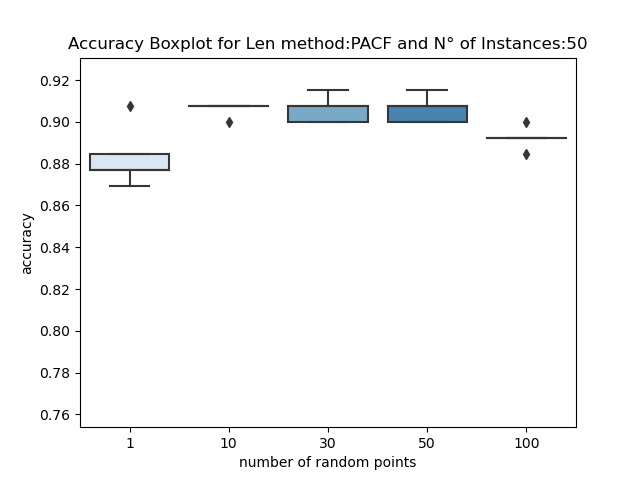 Accuracy Boxplot for Len method:PACF and N° of Instances:50
accuracy
0.92
0.90
0.88
0.86
0.84
0.82
0.80
0.78
0.76
1 10 30 50 100
number of random points